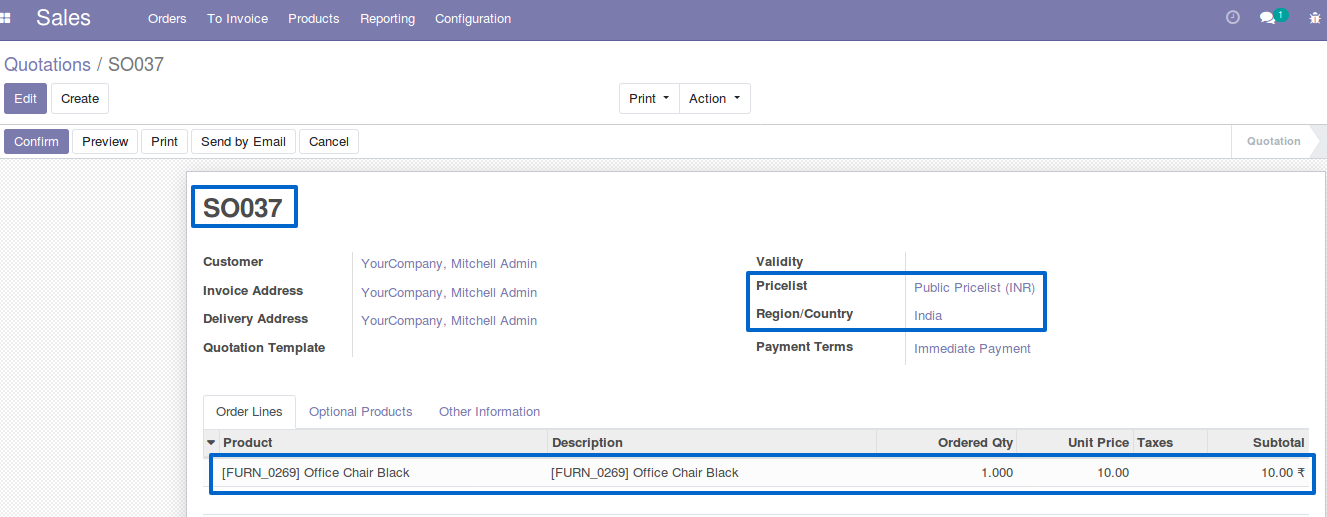 Sales Orders To Invoice Products Reporting Configuration 1
Quotations / SO037
Edit Create Print Action
Confirm Preview Print Send by Email Cancel Quotation
SO037
Customer YourCompany, Mitchell Admin Validity
Invoice Address YourCompany, Mitchell Admin Pricelist Public Pricelist (INR)
Delivery Address YourCompany, Mitchell Admin Region/Country India
Quotation Template Payment Terms Immediate Payment
Order Lines Optional Products Other Information
Product Description Ordered Qty Unit Price Taxes Subtotal
[FURN_0269] Office Chair Black [FURN_0269] Office Chair Black 1.000 10.00 10.00 ₹